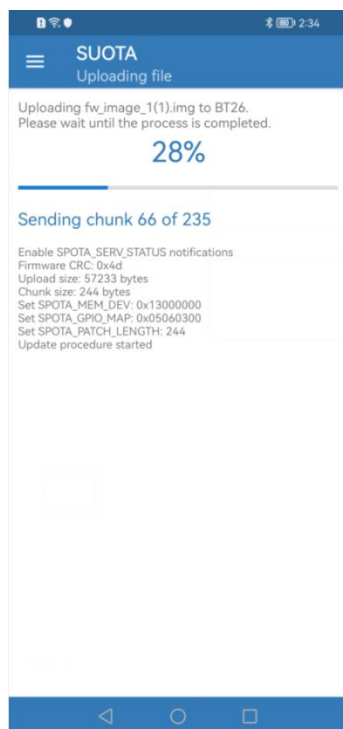 2:34
SUOTA
Uploading file
Uploading fw_image_1(1).img to BT26.
Please wait until the process is completed.
28%
Sending chunk 66 of 235
Enable SPOTA_SERV_STATUS notifications
Firmware CRC: 0x4d
Upload size: 57233 bytes
Chunk size: 244 bytes
Set SPOTA_MEM_DEV: 0x13000000
Set SPOTA_GPIO_MAP: 0x05060300
Set SPOTA_PATCH_LENGTH: 244
Update procedure started